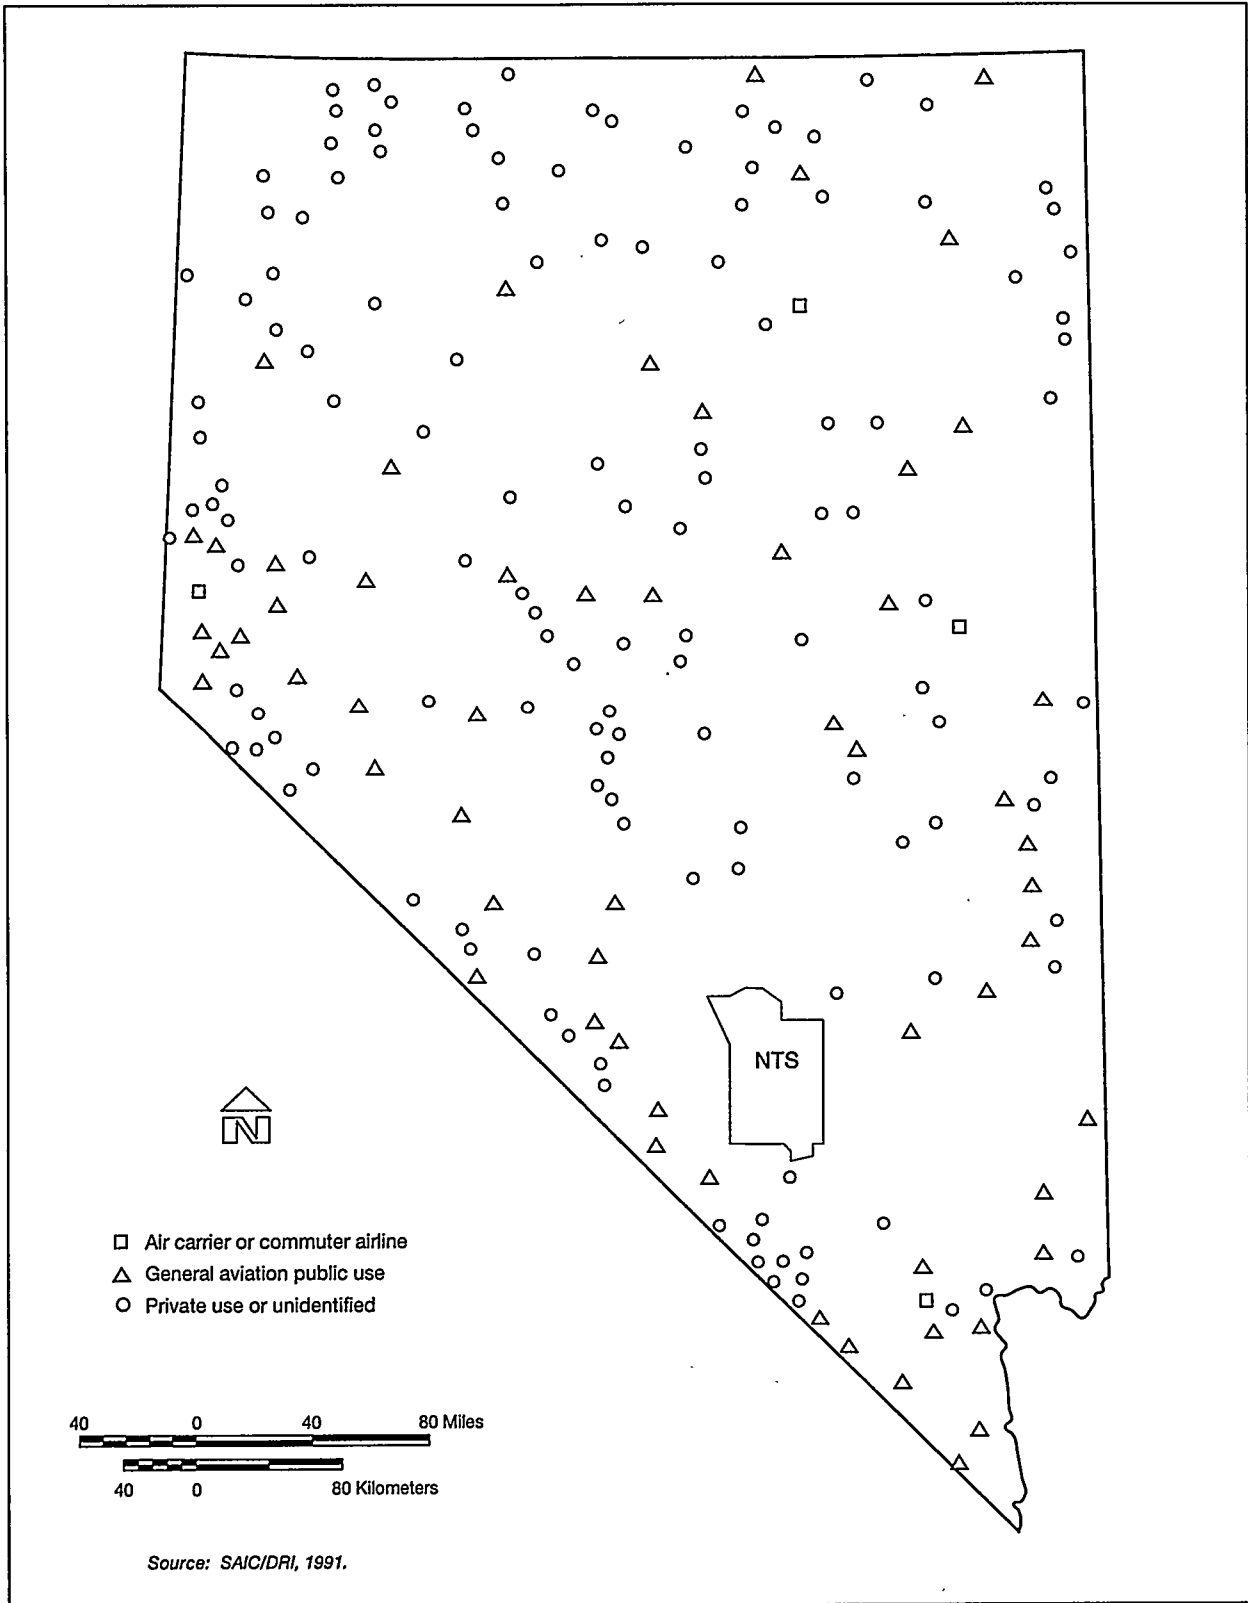 NTS
N
Air carrier or commuter airline
General aviation public use
Private use or unidentified
40 0 40 80 Miles
40 0 80 Kilometers
Source: SAIC/DRI, 1991.